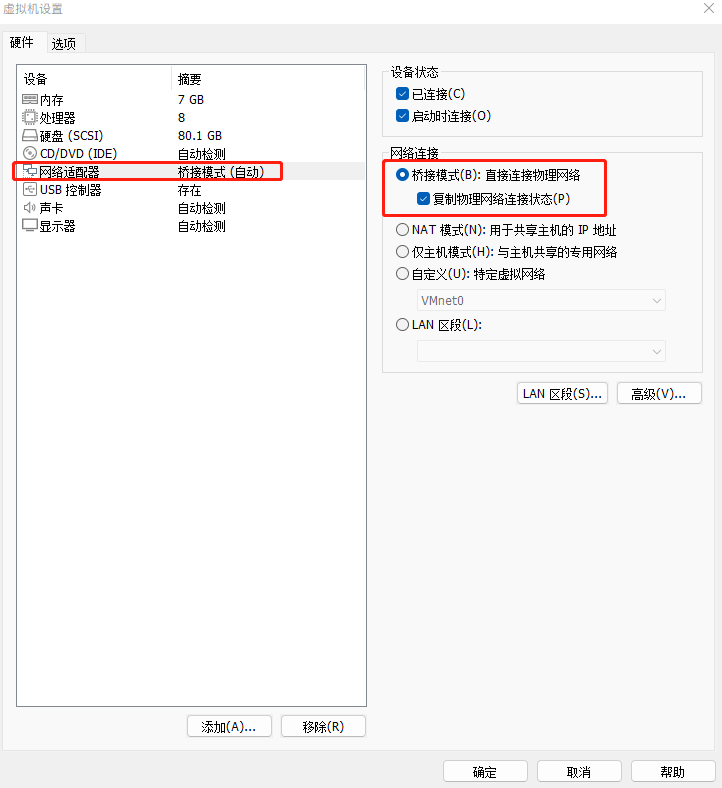 虚拟机设置
硬件 选项
设备 摘要
内存 7 GB
处理器 8
硬盘 (SCSI) 80.1 GB
CD/DVD (IDE) 自动检测
网络适配器 桥接模式 (自动)
USB 控制器 存在
声卡 自动检测
显示器 自动检测
添加(A)... 移除(R)
设备状态
已连接(C)
启动时连接(O)
网络连接
桥接模式(B): 直接连接物理网络
复制物理网络连接状态(P)
NAT 模式(N): 用于共享主机的 IP 地址
仅主机模式(H): 与主机共享的专用网络
自定义(U): 特定虚拟网络
VMnet0
LAN 区段(L):
LAN 区段(S)... 高级(V)...
确定 取消 帮助